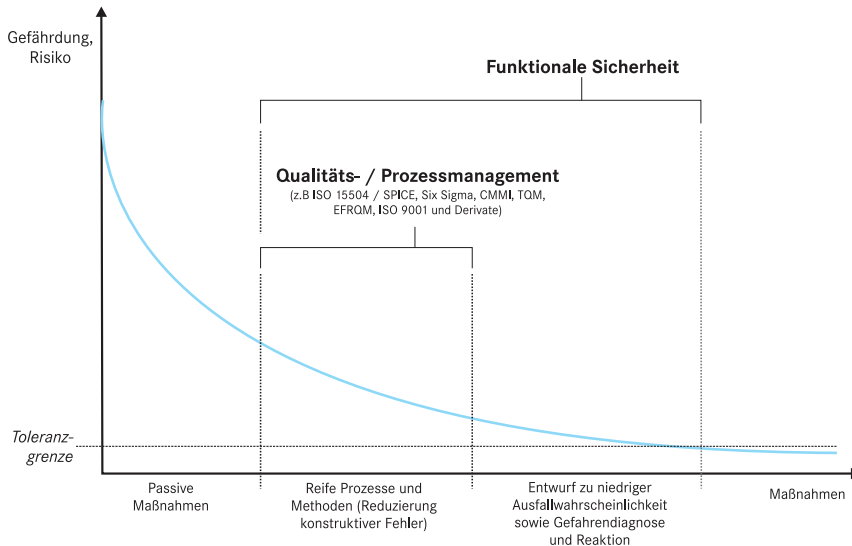 Gefährdung,
Risiko
Funktionale Sicherheit
Qualitäts- / Prozessmanagement
(z.B ISO 15504 / SPICE, Six Sigma, CMMI, TQM,
EFRQM, ISO 9001 und Derivate)
Toleranz-
grenze
Passive
Maßnahmen
Reife Prozesse und
Methoden (Reduzierung
konstruktiver Fehler)
Entwurf zu niedriger
Ausfallwahrscheinlichkeit
sowie Gefahrendiagnose
und Reaktion
Maßnahmen